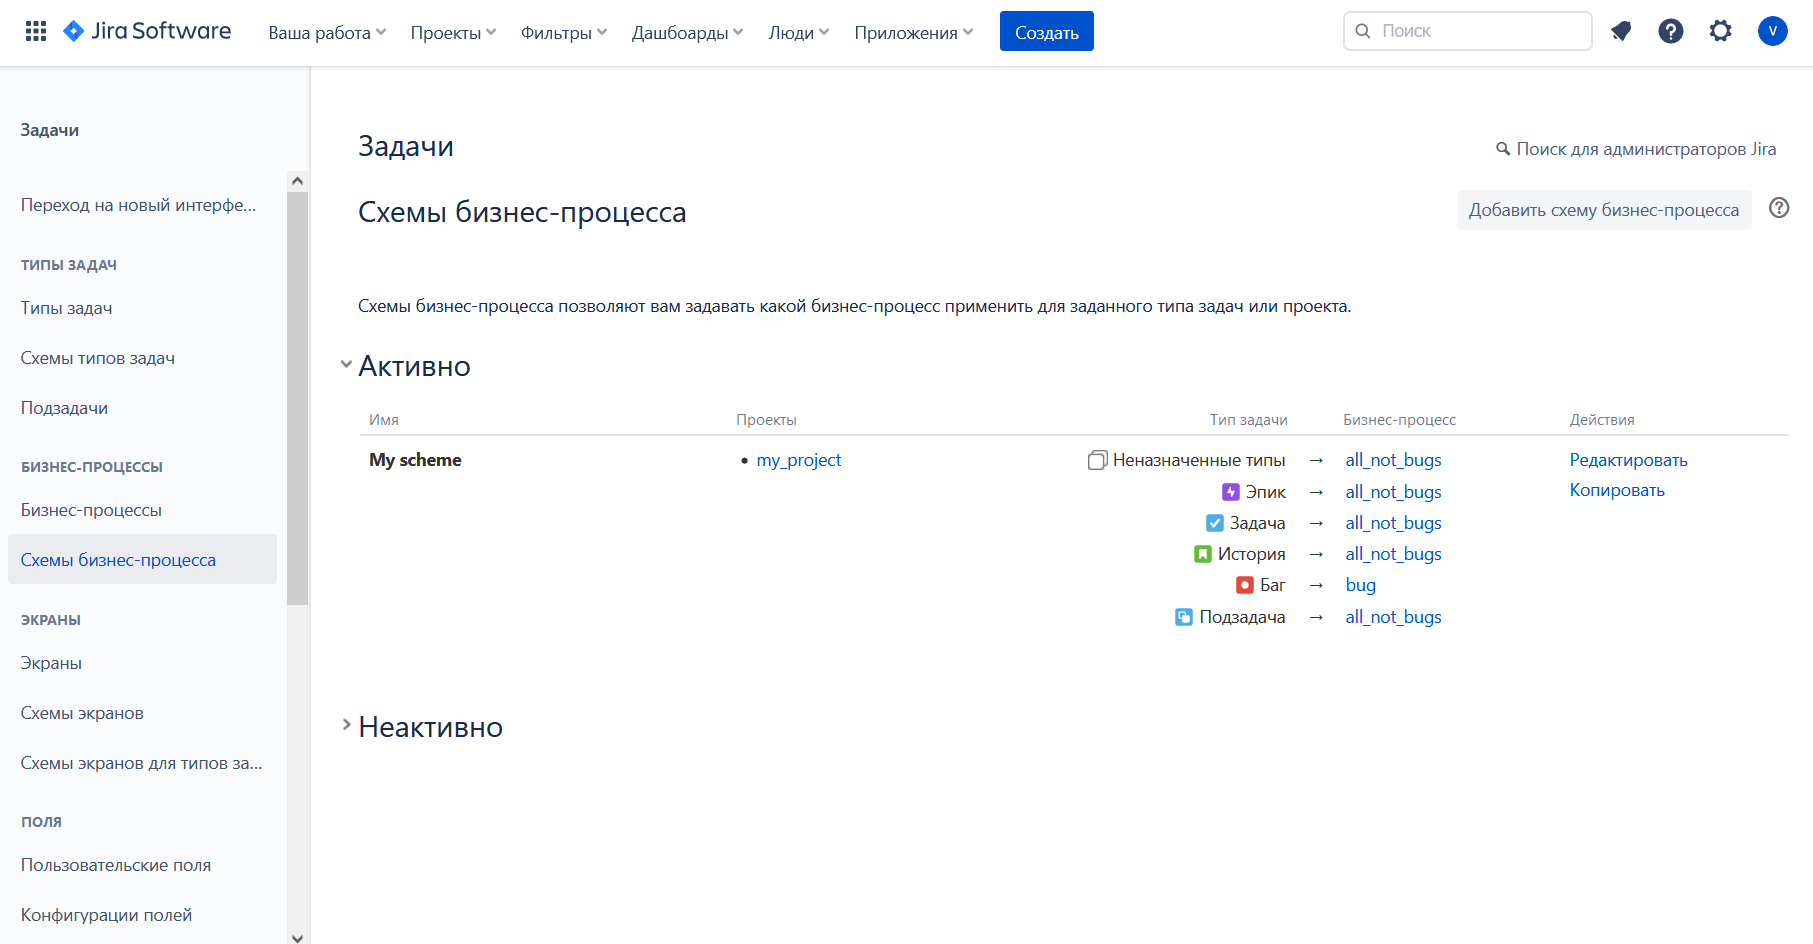 Jira Software
Ваша работа
Проекты
Фильтры
Дашбоарды
Люди
Приложения
Создать
Поиск
V
Задачи
Переход на новый интерфе...
ТИПЫ ЗАДАЧ
Типы задач
Схемы типов задач
Подзадачи
БИЗНЕС-ПРОЦЕССЫ
Бизнес-процессы
Схемы бизнес-процесса
ЭКРАНЫ
Экраны
Схемы экранов
Схемы экранов для типов за...
ПОЛЯ
Пользовательские поля
Конфигурации полей
Задачи
Поиск для администраторов Jira
Схемы бизнес-процесса
Добавить схему бизнес-процесса
Схемы бизнес-процесса позволяют вам задавать какой бизнес-процесс применить для заданного типа задач или проекта.
Активно
Имя Проекты Тип задачи Бизнес-процесс Действия
My scheme • my_project Неназначенные типы → all_not_bugs Редактировать
Эпик → all_not_bugs Копировать
Задача → all_not_bugs
История → all_not_bugs
Баг → bug
Подзадача → all_not_bugs
Неактивно